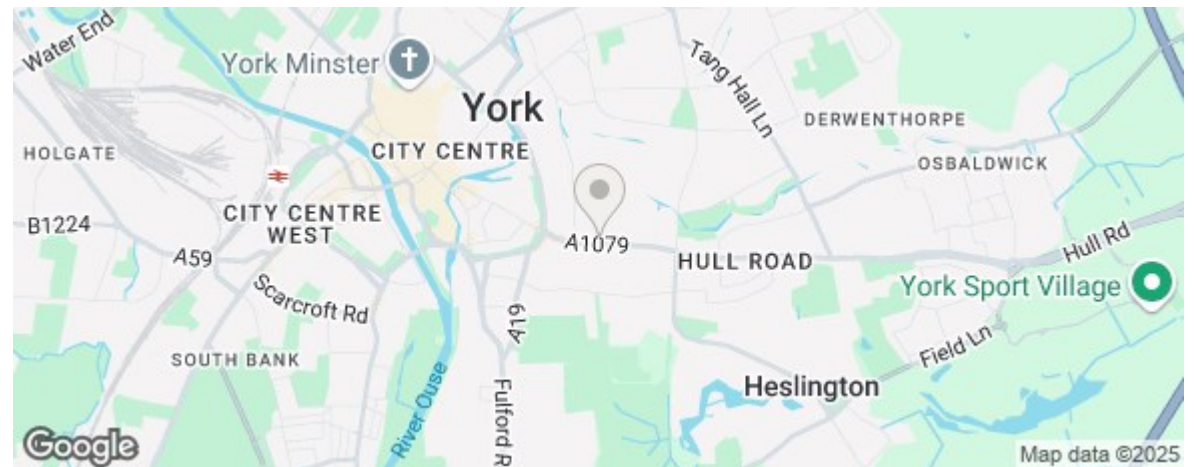 Water End
York Minster
York
Tang Hall Ln
DERWENTHORPE
HOLGATE
CITY CENTRE
OSBALDWICK
CITY CENTRE
WEST
B1224
A59
A1079
HULL ROAD
Hull Rd
Scarcroft Rd
A19
York Sport Village
SOUTH BANK
River Ouse
Fulford R
Field Ln
Heslington
Google
Map data ©2025